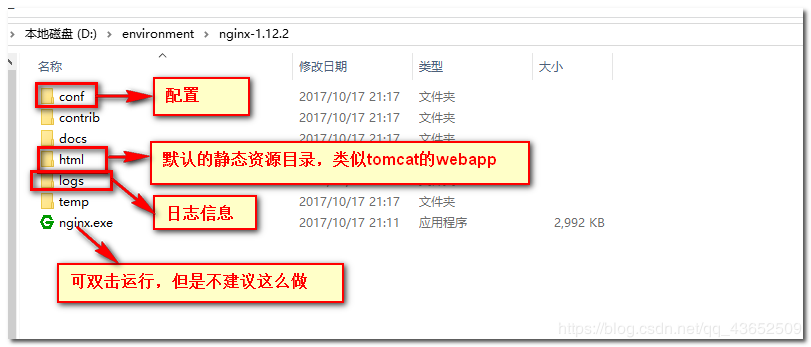 本地磁盘 (D:) > environment > nginx-1.12.2
名称 修改日期 类型 大小
conf 2017/10/17 21:17 文件夹
配置
contrib 2017/10/17 21:17 文件夹
docs 2017/10/17 21:17 文件夹
html
默认的静态资源目录，类似tomcat的webapp
logs
temp 2017/10/17 21:17 文件夹
日志信息
nginx.exe 2017/10/17 21:11 应用程序 2,992 KB
可双击运行，但是不建议这么做
https://blog.csdn.net/qq_43652509